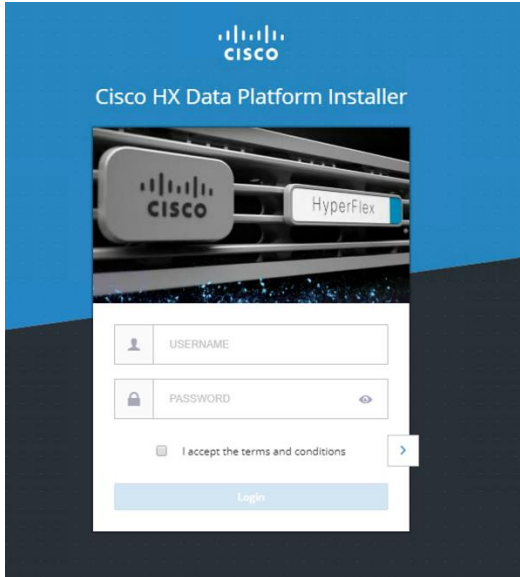 CISCO
Cisco HX Data Platform Installer
CISCO
HyperFlex
USERNAME
PASSWORD
I accept the terms and conditions
Login